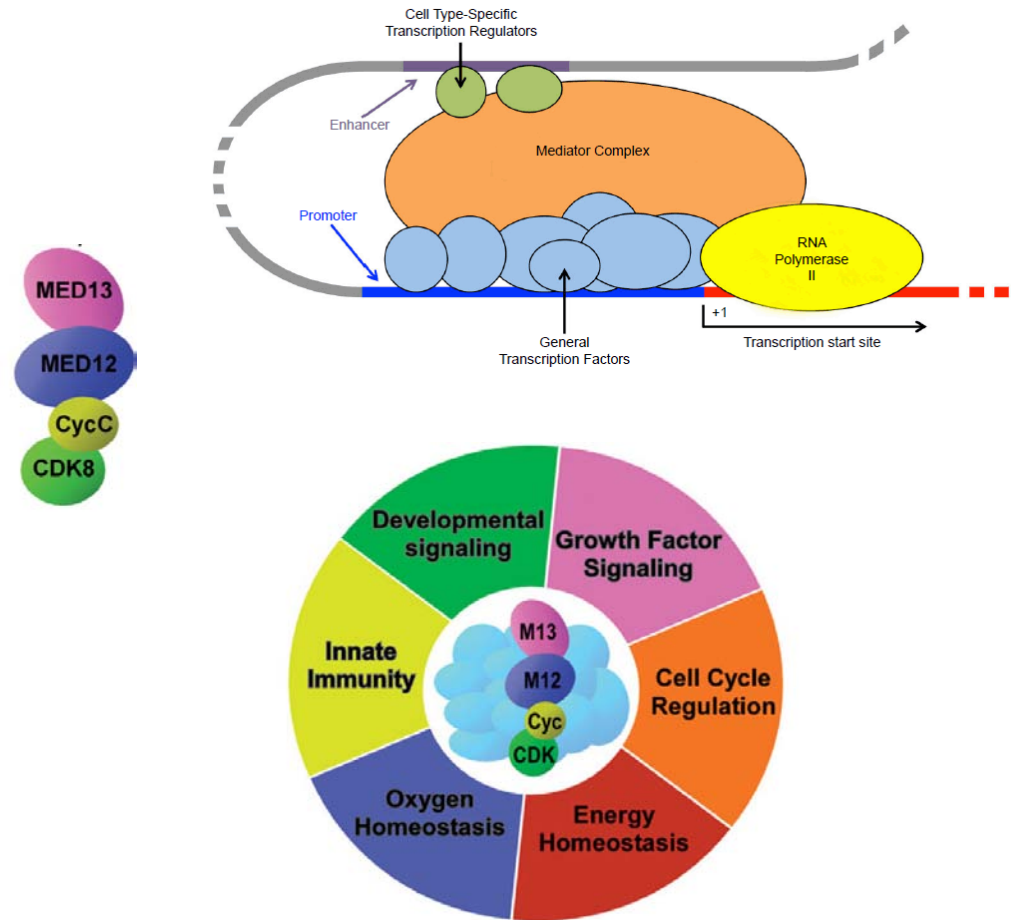 Cell Type-Specific
Transcription Regulators
Enhancer
Mediator Complex
Promoter
RNA
Polymerase
II
+1
Transcription start site
General
Transcription Factors
MED13
MED12
CycC
CDK8
Developmental
signaling
Growth Factor
Signaling
Innate
Immunity
M13
M12
Cyc
CDK
Cell Cycle
Regulation
Oxygen
Homeostasis
Energy
Homeostasis